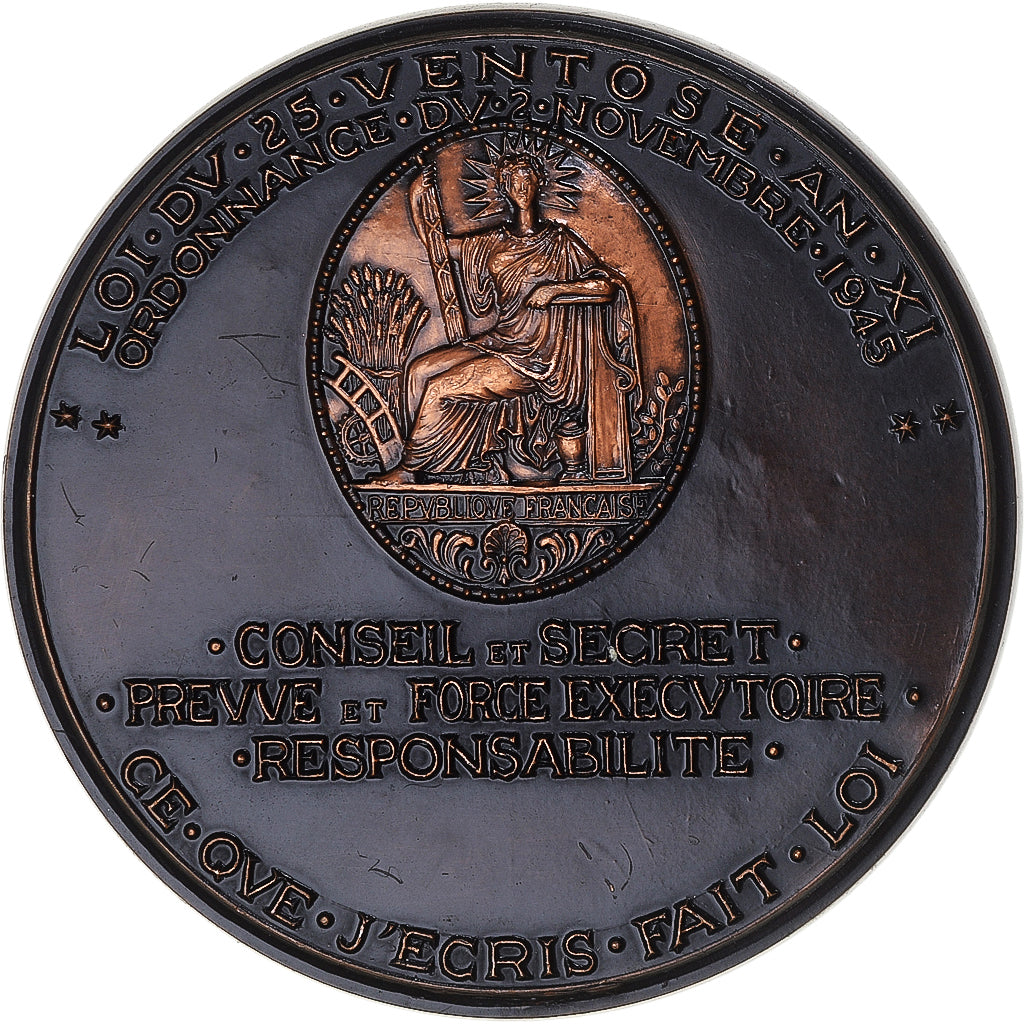 LOI·DV·25·VENTOSE·AN·XI
ORDONNANCE·DV·2·NOVEMBRE·1945
REPVBLIQVE FRANCAISE
·CONSEIL ET SECRET·
·PREVVE ET FORCE EXECVTOIRE·
·RESPONSABILITE·
CE·QVE·J'ECRIS·FAIT·LOI